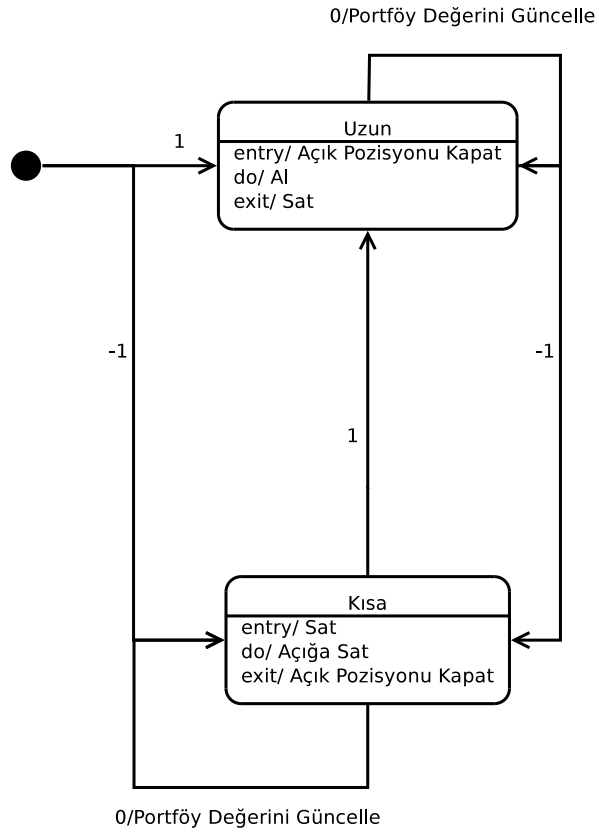 0/Portföy Değerini Güncelle
Uzun
1
entry/ Açık Pozisyonu Kapat
do/ Al
exit/ Sat
-1
-1
1
Kısa
entry/ Sat
do/ Açığa Sat
exit/ Açık Pozisyonu Kapat
0/Portföy Değerini Güncelle